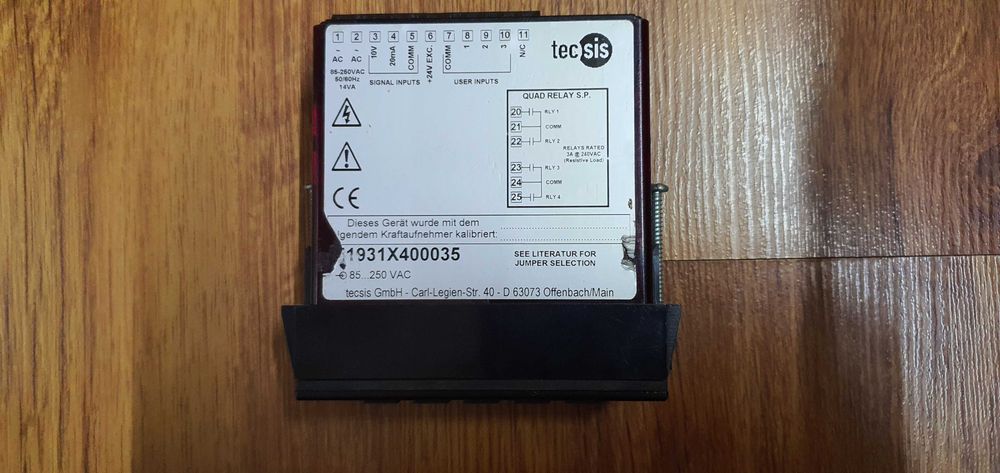 1 2 3 4 5 6 7 8 9 10 11
~ AC ~ AC 10V 20mA COMM +24V EXC. COMM 1 2 3 N/C
tecsis
85-250VAC
50/60Hz
14VA
SIGNAL INPUTS
USER INPUTS
QUAD RELAY S.P.
20 RLY 1
21 COMM
22 RLY 2
RELAYS RATED
3A @ 240VAC
(Resistive Load)
23 RLY 3
24 COMM
25 RLY 4
CE
Dieses Gerät wurde mit dem
lgendem Kraftaufnehmer kalibriert:
1931X400035
SEE LITERATUR FOR
JUMPER SELECTION
85...250 VAC
tecsis GmbH - Carl-Legien-Str. 40 - D 63073 Offenbach/Main